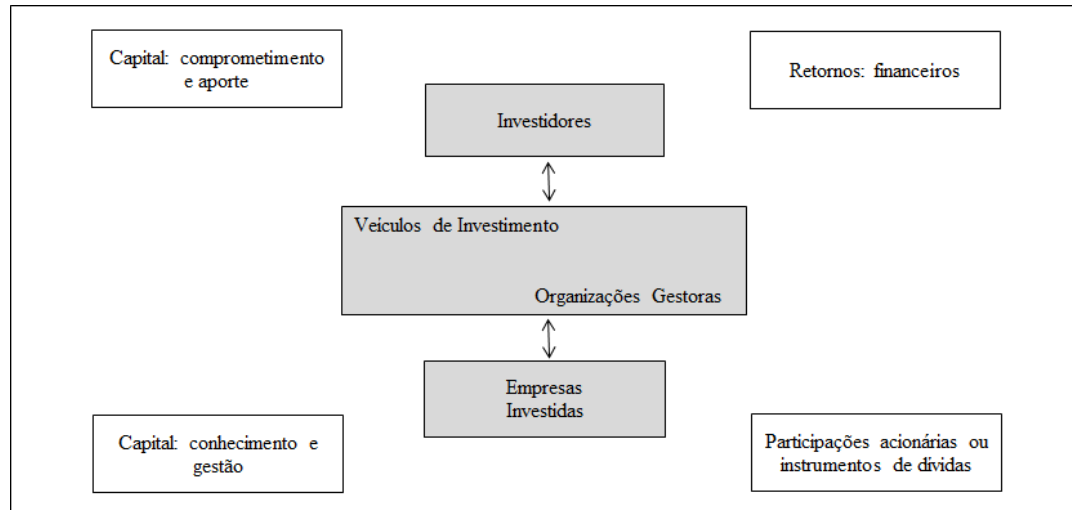 Capital: comprometimento
e aporte
Retornos: financeiros
Investidores
Veículos de Investimento
Organizações Gestoras
Empresas
Investidas
Capital: conhecimento e
gestão
Participações acionárias ou
instrumentos de dívidas